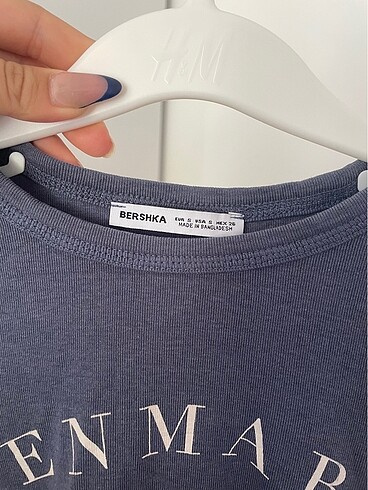 H&M
BERSHKA
EUR S USA S MEX 26
MADE IN BANGLADESH
ENMAR